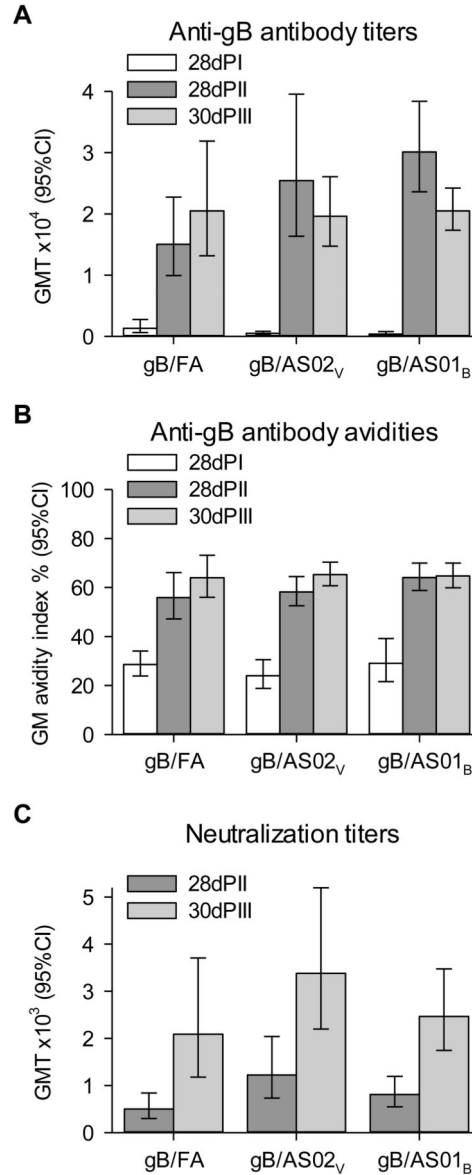 A
Anti-gB antibody titers
28dPI
28dPII
30dPIII
GMT x10⁴ (95%CI)
4
3
2
1
0
gB/FA gB/AS02V gB/AS01B
B
Anti-gB antibody avidities
28dPI
28dPII
30dPIII
GM avidity index % (95%CI)
100
80
60
40
20
0
gB/FA gB/AS02V gB/AS01B
C
Neutralization titers
28dPII
30dPIII
GMT x10³ (95%CI)
5
4
3
2
1
0
gB/FA gB/AS02V gB/AS01B